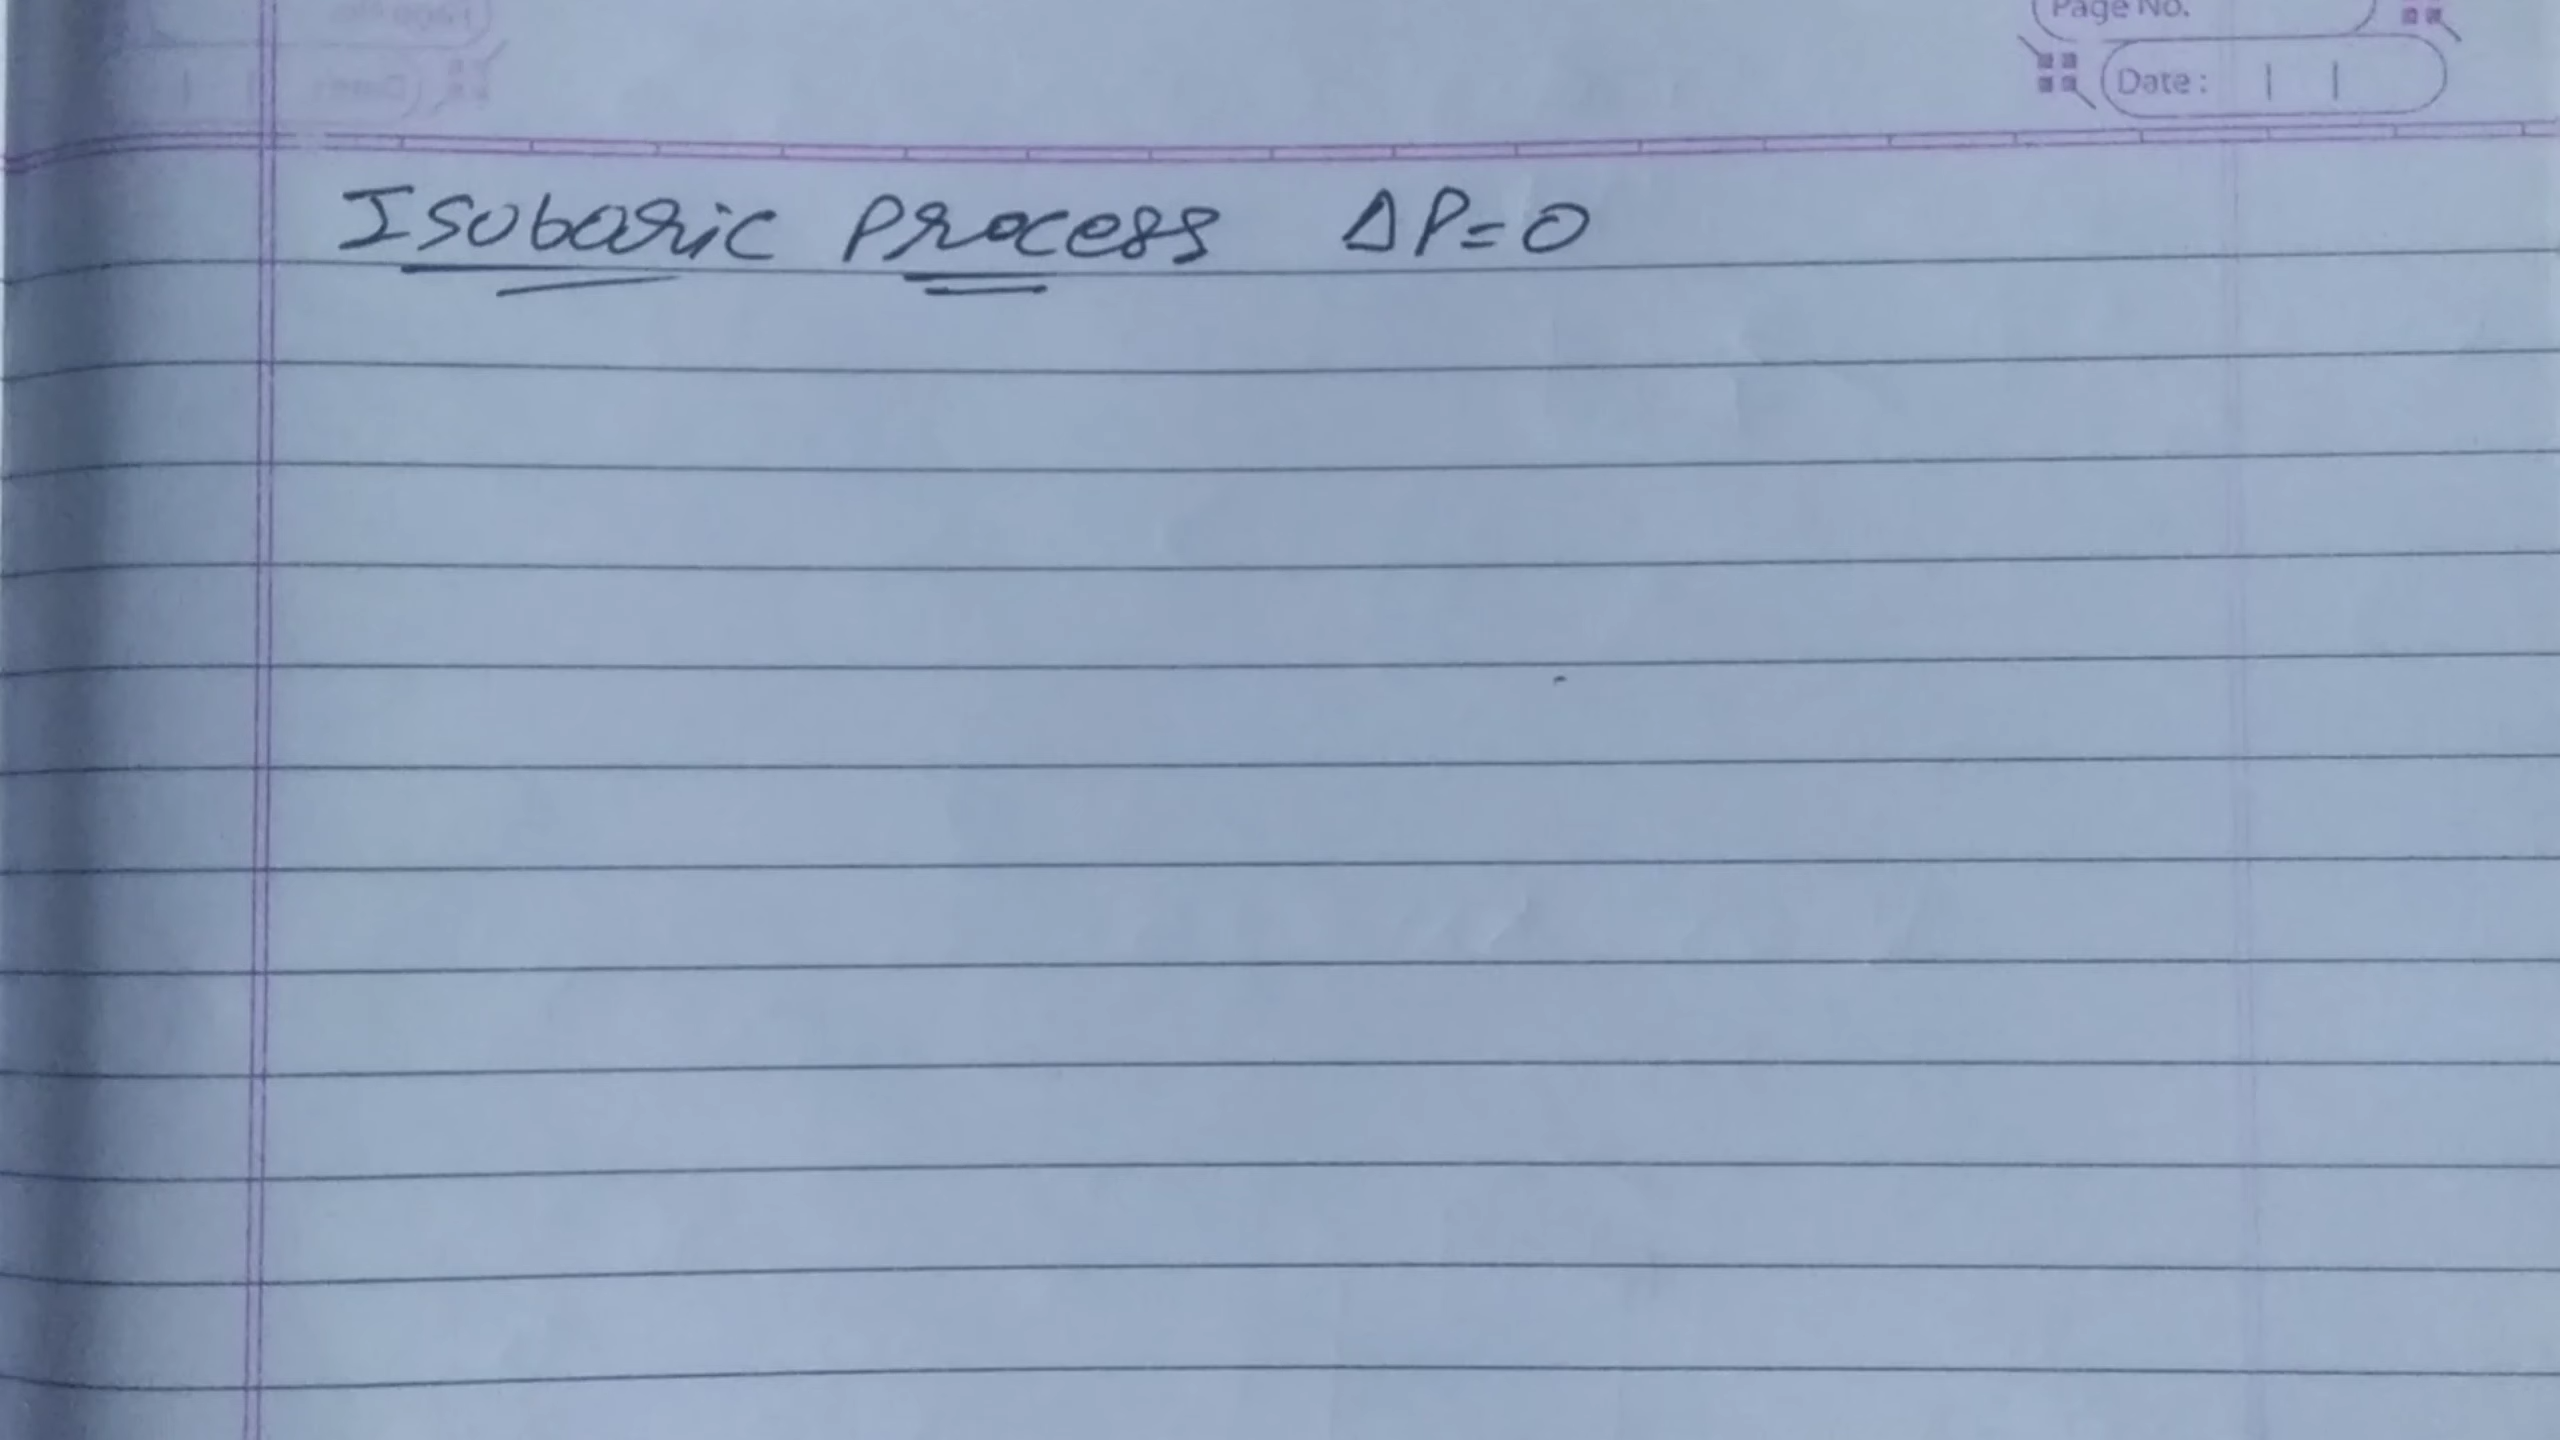 Page No.
Date :
Isobaric Process ΔP=0